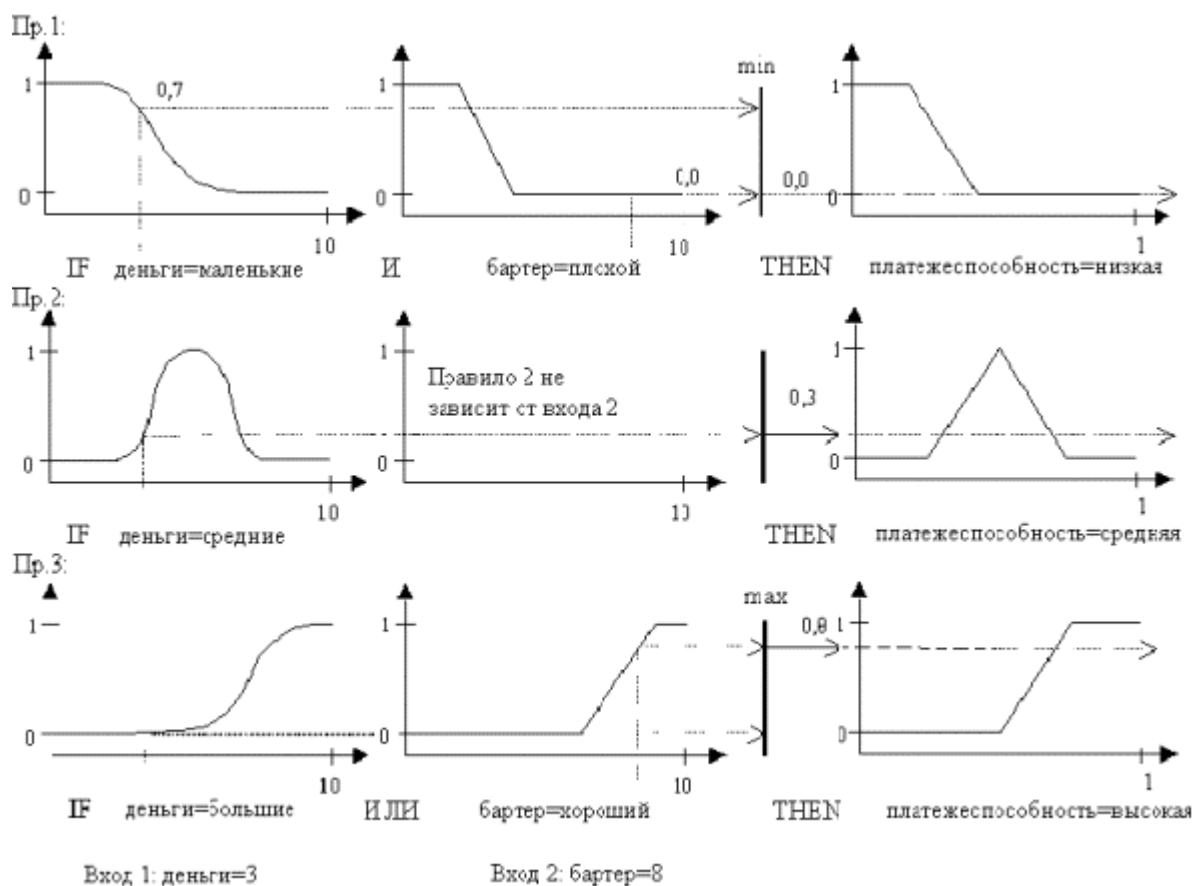 Пр.1:
1
0,7
0
10
1
0,0
0
10
min
0,0
1
0
1
IF деньги=маленькие И бартер=плохой THEN платежеспособность=низкая
Пр.2:
1
0
10
1
Правило 2 не
зависит от входа 2
0
10
0,3
1
0
1
IF деньги=средние THEN платежеспособность=средняя
Пр.3:
1
0
10
1
0
10
max
0,8
1
0
1
IF деньги=большие ИЛИ бартер=хороший THEN платежеспособность=высокая
Вход 1: деньги=3 Вход 2: бартер=8